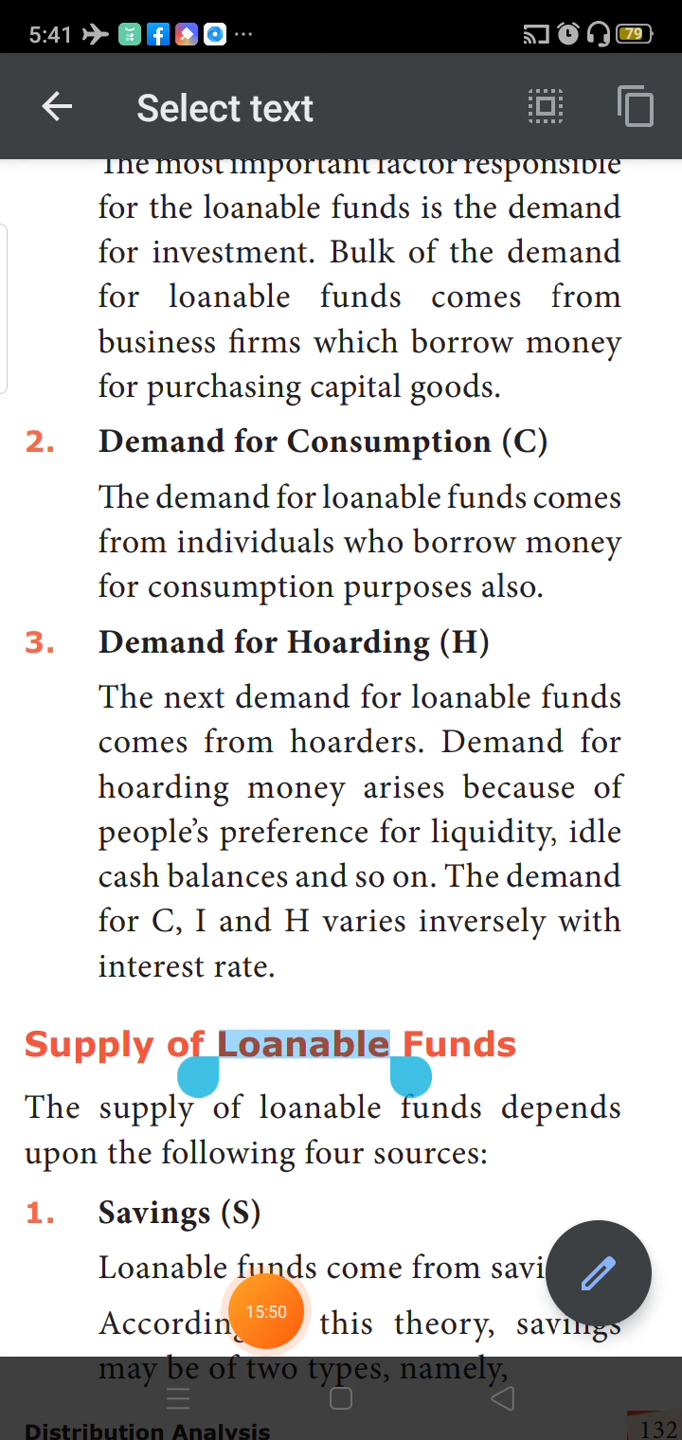 5:41
79
Select text
The most important factor responsible
for the loanable funds is the demand
for investment. Bulk of the demand
for loanable funds comes from
business firms which borrow money
for purchasing capital goods.
2. Demand for Consumption (C)
The demand for loanable funds comes
from individuals who borrow money
for consumption purposes also.
3. Demand for Hoarding (H)
The next demand for loanable funds
comes from hoarders. Demand for
hoarding money arises because of
people’s preference for liquidity, idle
cash balances and so on. The demand
for C, I and H varies inversely with
interest rate.
Supply of Loanable Funds
The supply of loanable funds depends
upon the following four sources:
1. Savings (S)
Loanable funds come from savi
15:50
Accordin this theory, savings
may be of two types, namely,
Distribution Analysis
132